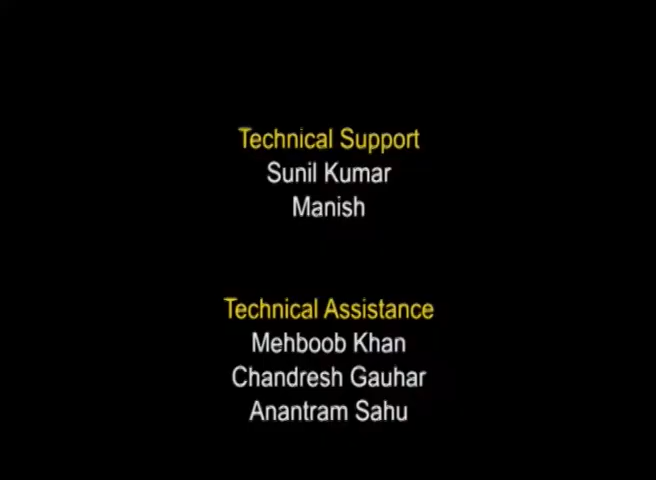 Technical Support
Sunil Kumar
Manish
Technical Assistance
Mehboob Khan
Chandresh Gauhar
Anantram Sahu